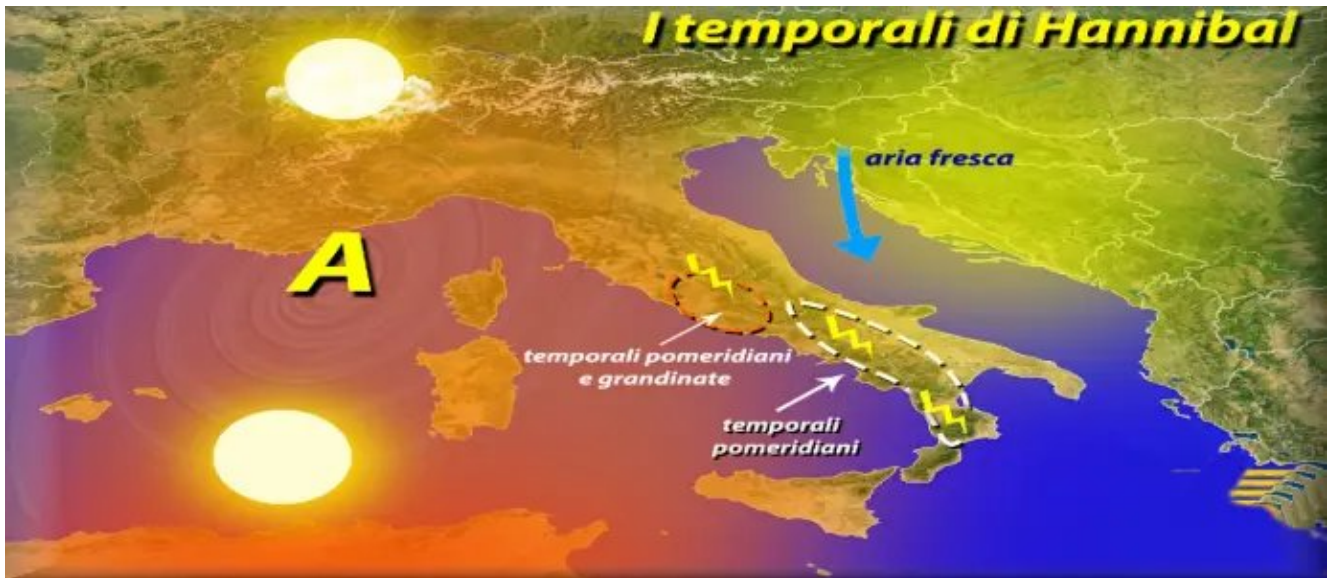 I temporali di Hannibal
aria fresca
A
temporali pomeridiani
e grandinate
temporali
pomeridiani